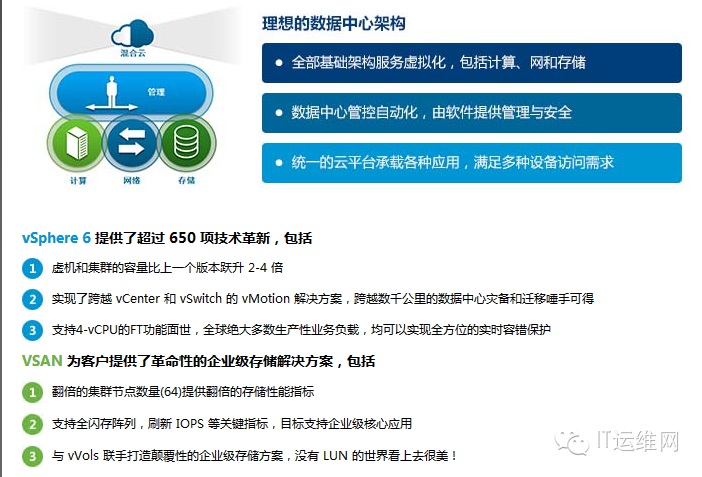 理想的数据中心架构
混合云
全部基础架构服务虚拟化，包括计算、网和存储
管理
数据中心管控自动化，由软件提供管理与安全
统一的云平台承载各种应用，满足多种设备访问需求
计算
网络
存储
vSphere 6 提供了超过 650 项技术革新，包括
1 虚机和集群的容量比上一个版本跃升 2-4 倍
2 实现了跨越 vCenter 和 vSwitch 的 vMotion 解决方案，跨越数千公里的数据中心灾备和迁移唾手可得
3 支持4-vCPU的FT功能面世，全球绝大多数生产性业务负载，均可以实现全方位的实时容错保护
VSAN 为客户提供了革命性的企业级存储解决方案，包括
1 翻倍的集群节点数量(64)提供翻倍的存储性能指标
2 支持全闪存阵列，刷新 IOPS 等关键指标，目标支持企业级核心应用
3 与 vVols 联手打造颠覆性的企业级存储方案，没有 LUN 的世界看上去很美！
IT运维网